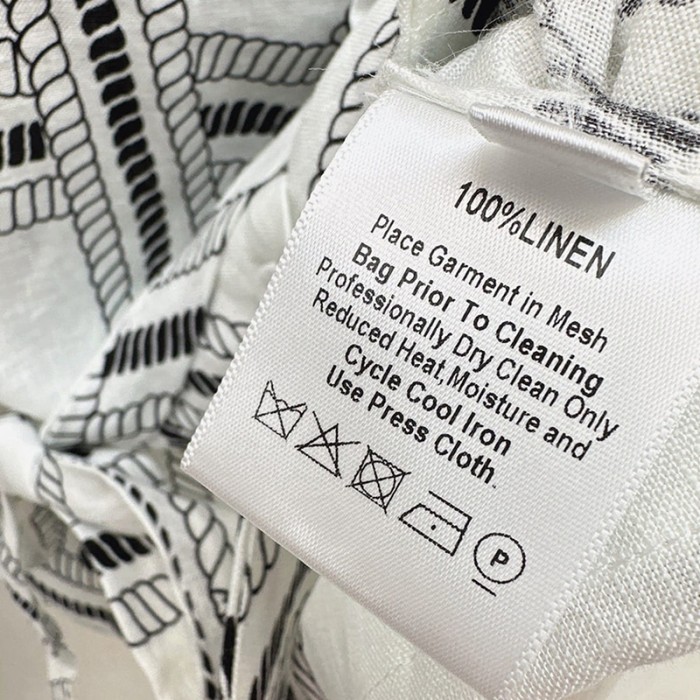 100%LINEN
Place Garment in Mesh
Bag Prior To Cleaning
Professionally Dry Clean Only
Reduced Heat,Moisture and
Cycle Cool Iron
Use Press Cloth.
P